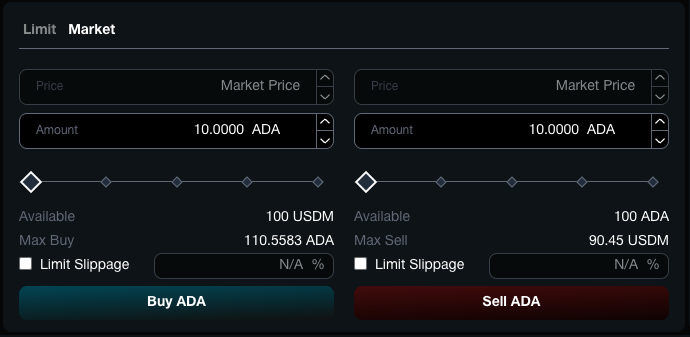 Limit Market
Price Market Price
Amount 10.0000 ADA
Available 100 USDM
Max Buy 110.5583 ADA
Limit Slippage N/A %
Buy ADA
Price Market Price
Amount 10.0000 ADA
Available 100 ADA
Max Sell 90.45 USDM
Limit Slippage N/A %
Sell ADA